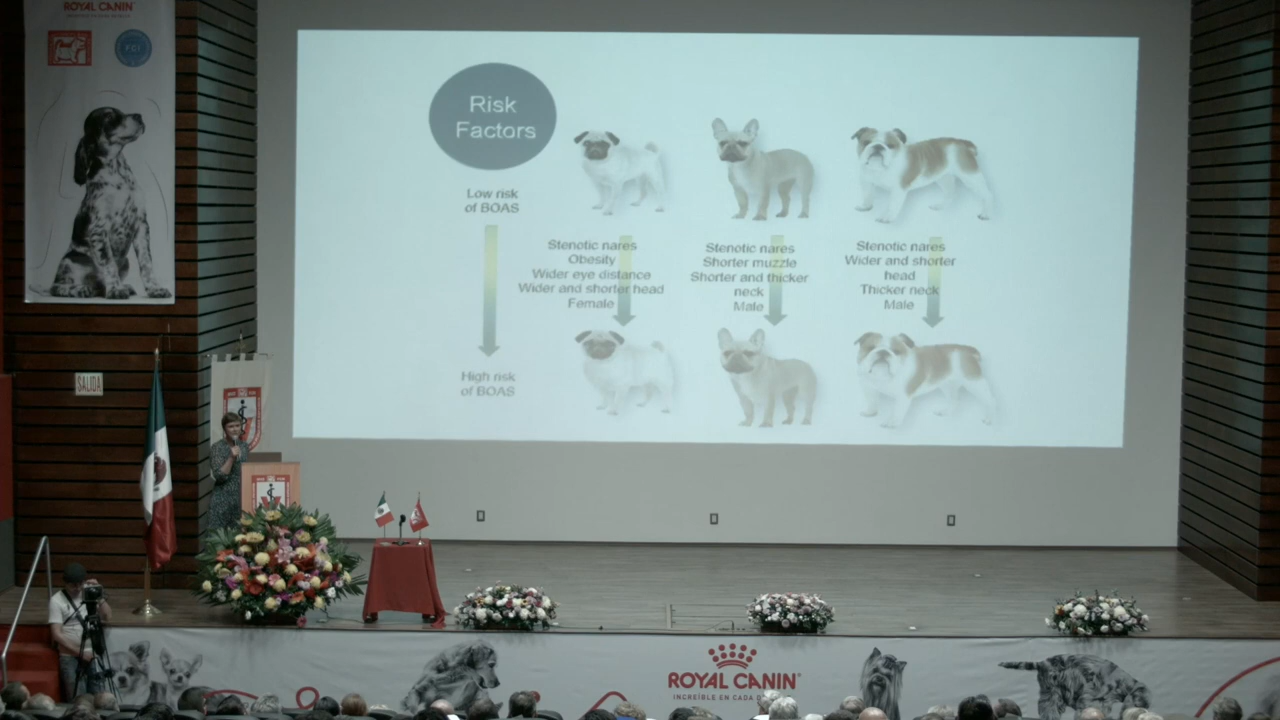 ROYAL CANIN
FCI
Risk
Factors
Low risk
of BOAS
Stenotic nares
Obesity
Wider eye distance
Wider and shorter head
Female
Stenotic nares
Shorter muzzle
Shorter and thicker
neck
Male
Stenotic nares
Wider and shorter
head
Thicker neck
Male
High risk
of BOAS
SALIDA
ROYAL CANIN
INCREÍBLE EN CADA